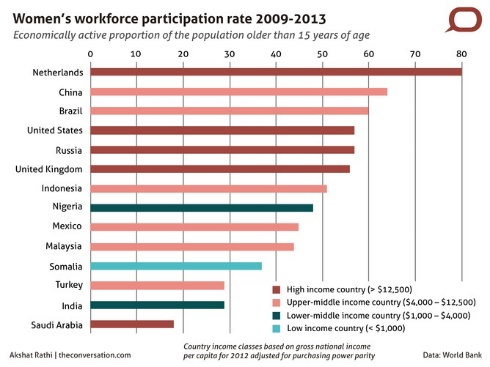 Women's workforce participation rate 2009-2013
Economically active proportion of the population older than 15 years of age
0 10 20 30 40 50 60 70 80
Netherlands
China
Brazil
United States
Russia
United Kingdom
Indonesia
Nigeria
Mexico
Malaysia
Somalia
Turkey
India
Saudi Arabia
High income country (> $12,500)
Upper-middle income country ($4,000 – $12,500)
Lower-middle income country ($1,000 – $4,000)
Low income country (< $1,000)
Country income classes based on gross national income
per capita for 2012 adjusted for purchasing power parity
Akshat Rathi | theconversation.com
Data: World Bank